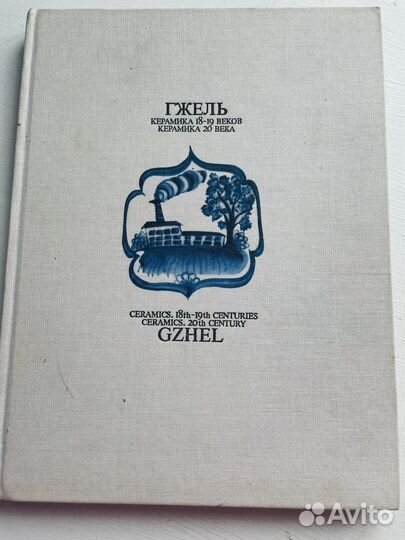 ГЖЕЛЬ
КЕРАМИКА 18-19 ВЕКОВ
КЕРАМИКА 20 ВЕКА
CERAMICS. 18th-19th CENTURIES
CERAMICS. 20th CENTURY
GZHEL
Avito